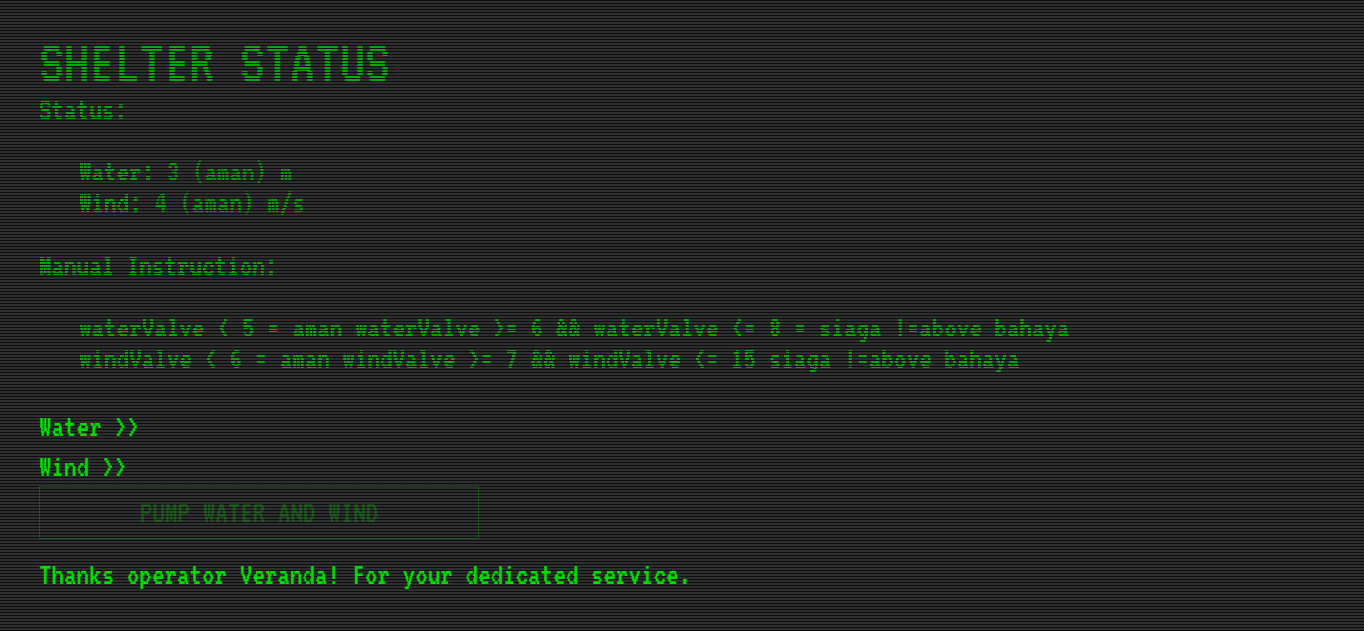 SHELTER STATUS
Status:
Water: 3 (aman) m
Wind: 4 (aman) m/s
Manual Instruction:
waterValve < 5 = aman waterValve >= 6 && waterValve <= 8 = siaga !=above bahaya
windValve < 6 = aman windValve >= 7 && windValve <= 15 siaga !=above bahaya
Water >>
Wind >>
PUMP WATER AND WIND
Thanks operator Veranda! For your dedicated service.